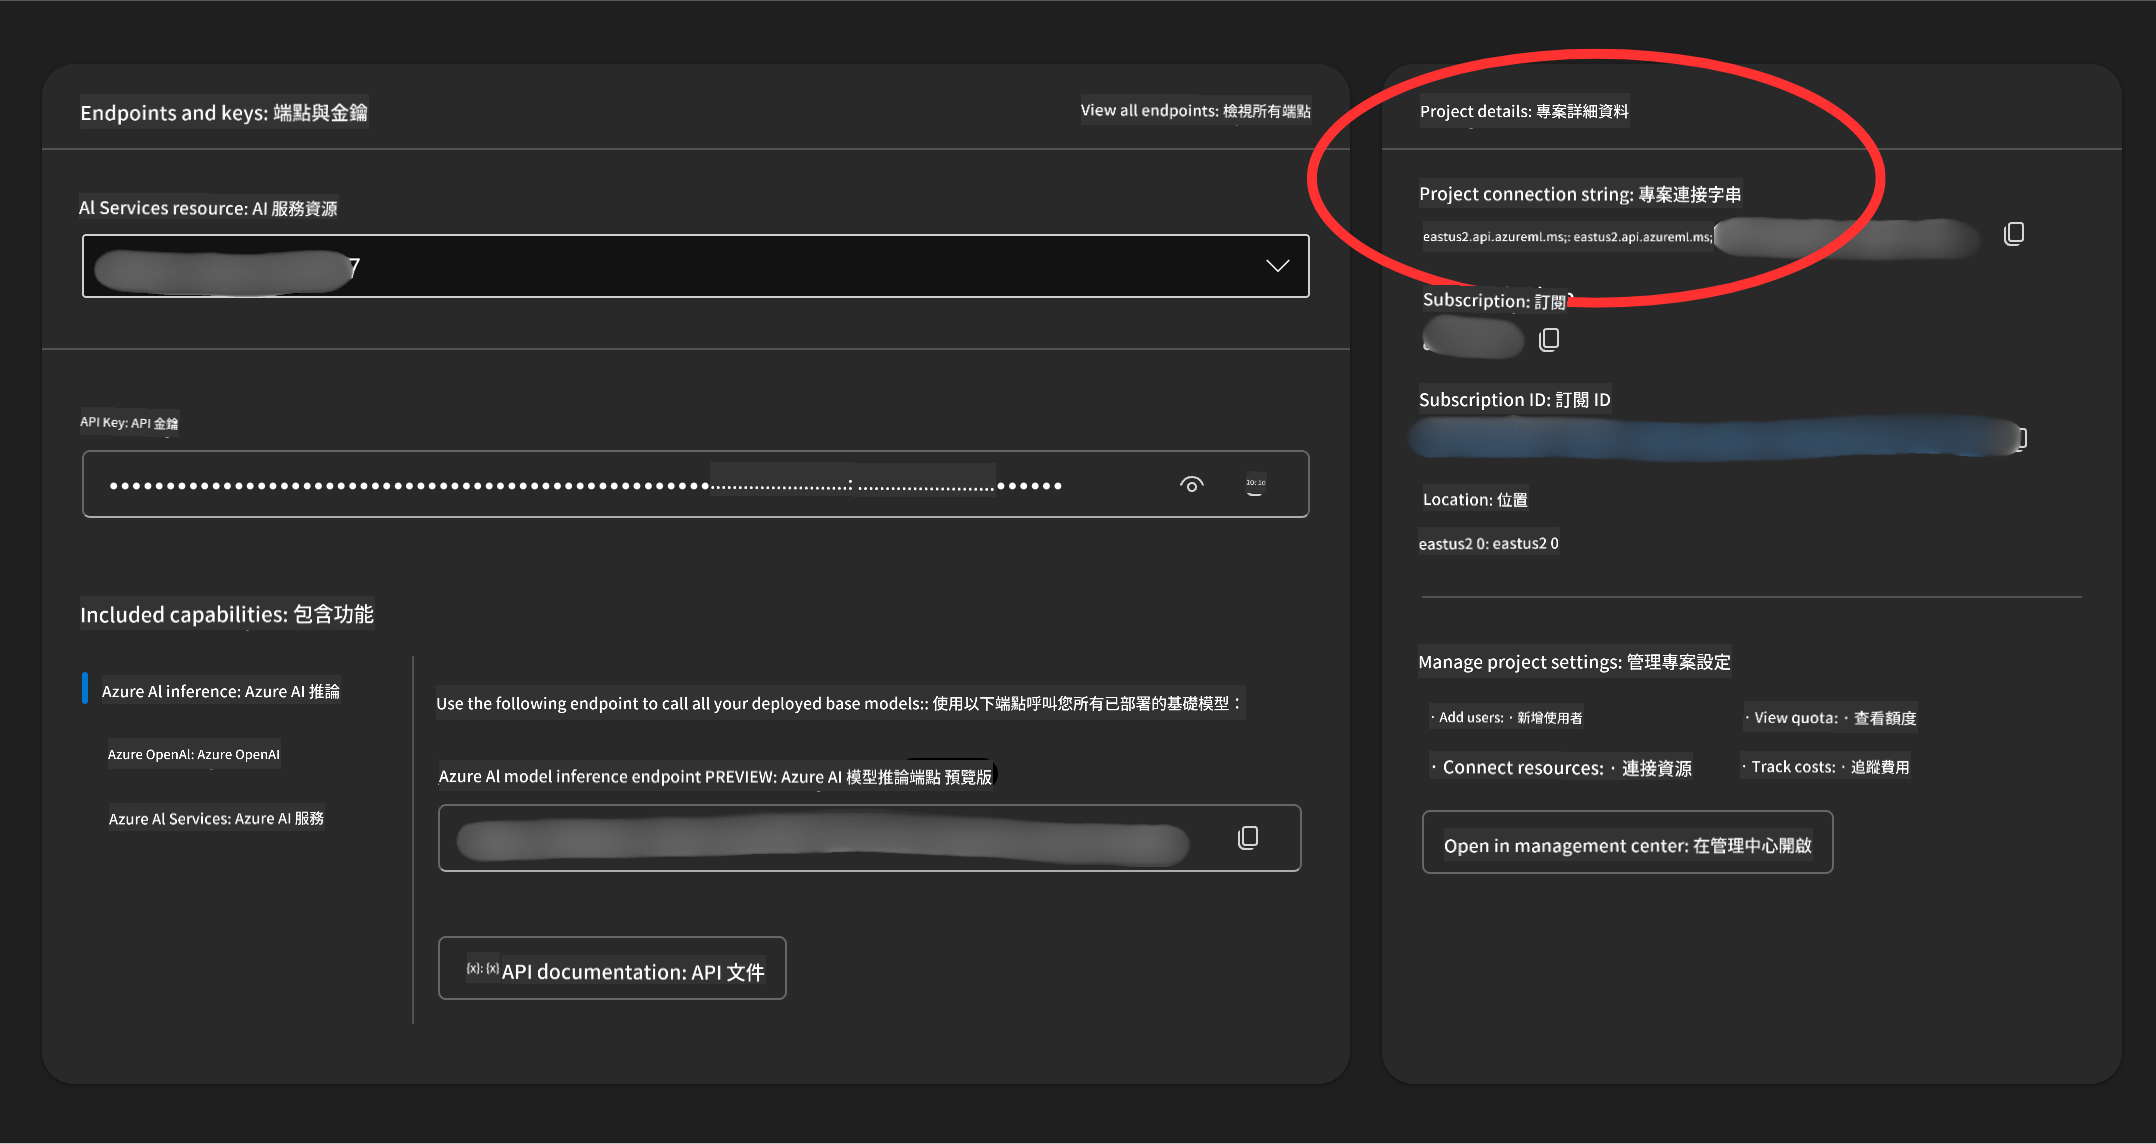 Endpoints and keys: 端點與金鑰
View all endpoints: 檢視所有端點
AI Services resource: AI 服務資源
7
API Key: API 金鑰
Included capabilities: 包含功能
Azure AI inference: Azure AI 推論
Azure OpenAI: Azure OpenAI
Azure AI Services: Azure AI 服務
Use the following endpoint to call all your deployed base models:: 使用以下端點呼叫您所有已部署的基礎模型：
Azure AI model inference endpoint PREVIEW: Azure AI 模型推論端點 預覽版
{x}: {x} API documentation: API 文件
Project details: 專案詳細資料
Project connection string: 專案連接字串
eastus2.api.azureml.ms;: eastus2.api.azureml.ms;
Subscription: 訂閱
Subscription ID: 訂閱 ID
Location: 位置
eastus2 0: eastus2 0
Manage project settings: 管理專案設定
· Add users: · 新增使用者
· View quota: · 查看額度
· Connect resources: · 連接資源
· Track costs: · 追蹤費用
Open in management center: 在管理中心開啟